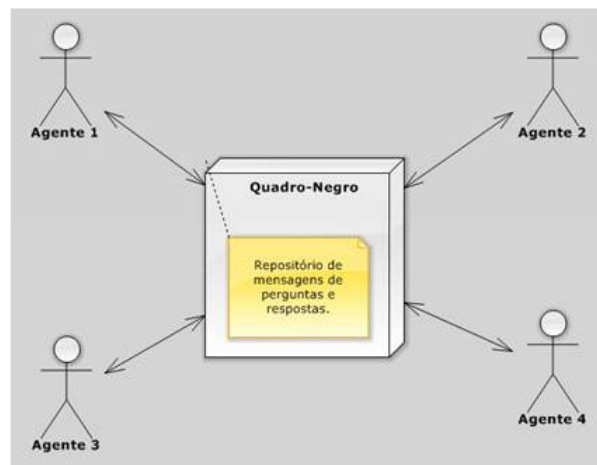 Agente 1
Agente 2
Quadro-Negro
Repositório de
mensagens de
perguntas e
respostas.
Agente 3
Agente 4